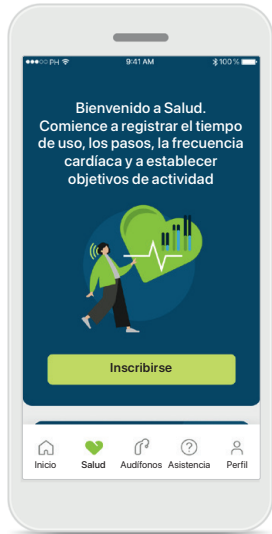 ●●●○○ PH 9:41 AM 100 %
Bienvenido a Salud.
Comience a registrar el tiempo
de uso, los pasos, la frecuencia
cardíaca y a establecer
objetivos de actividad
Inscribirse
Inicio Salud Audífonos Asistencia Perfil